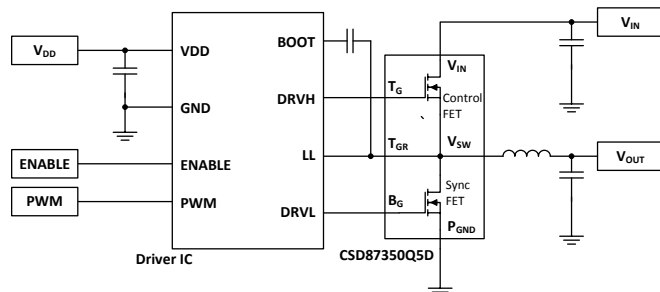 VDD
VDD
GND
ENABLE
ENABLE
PWM
PWM
BOOT
DRVH
LL
DRVL
Driver IC
VIN
TG
Control
FET
TGR
VSW
Sync
FET
BG
PGND
CSD87350Q5D
VIN
VOUT